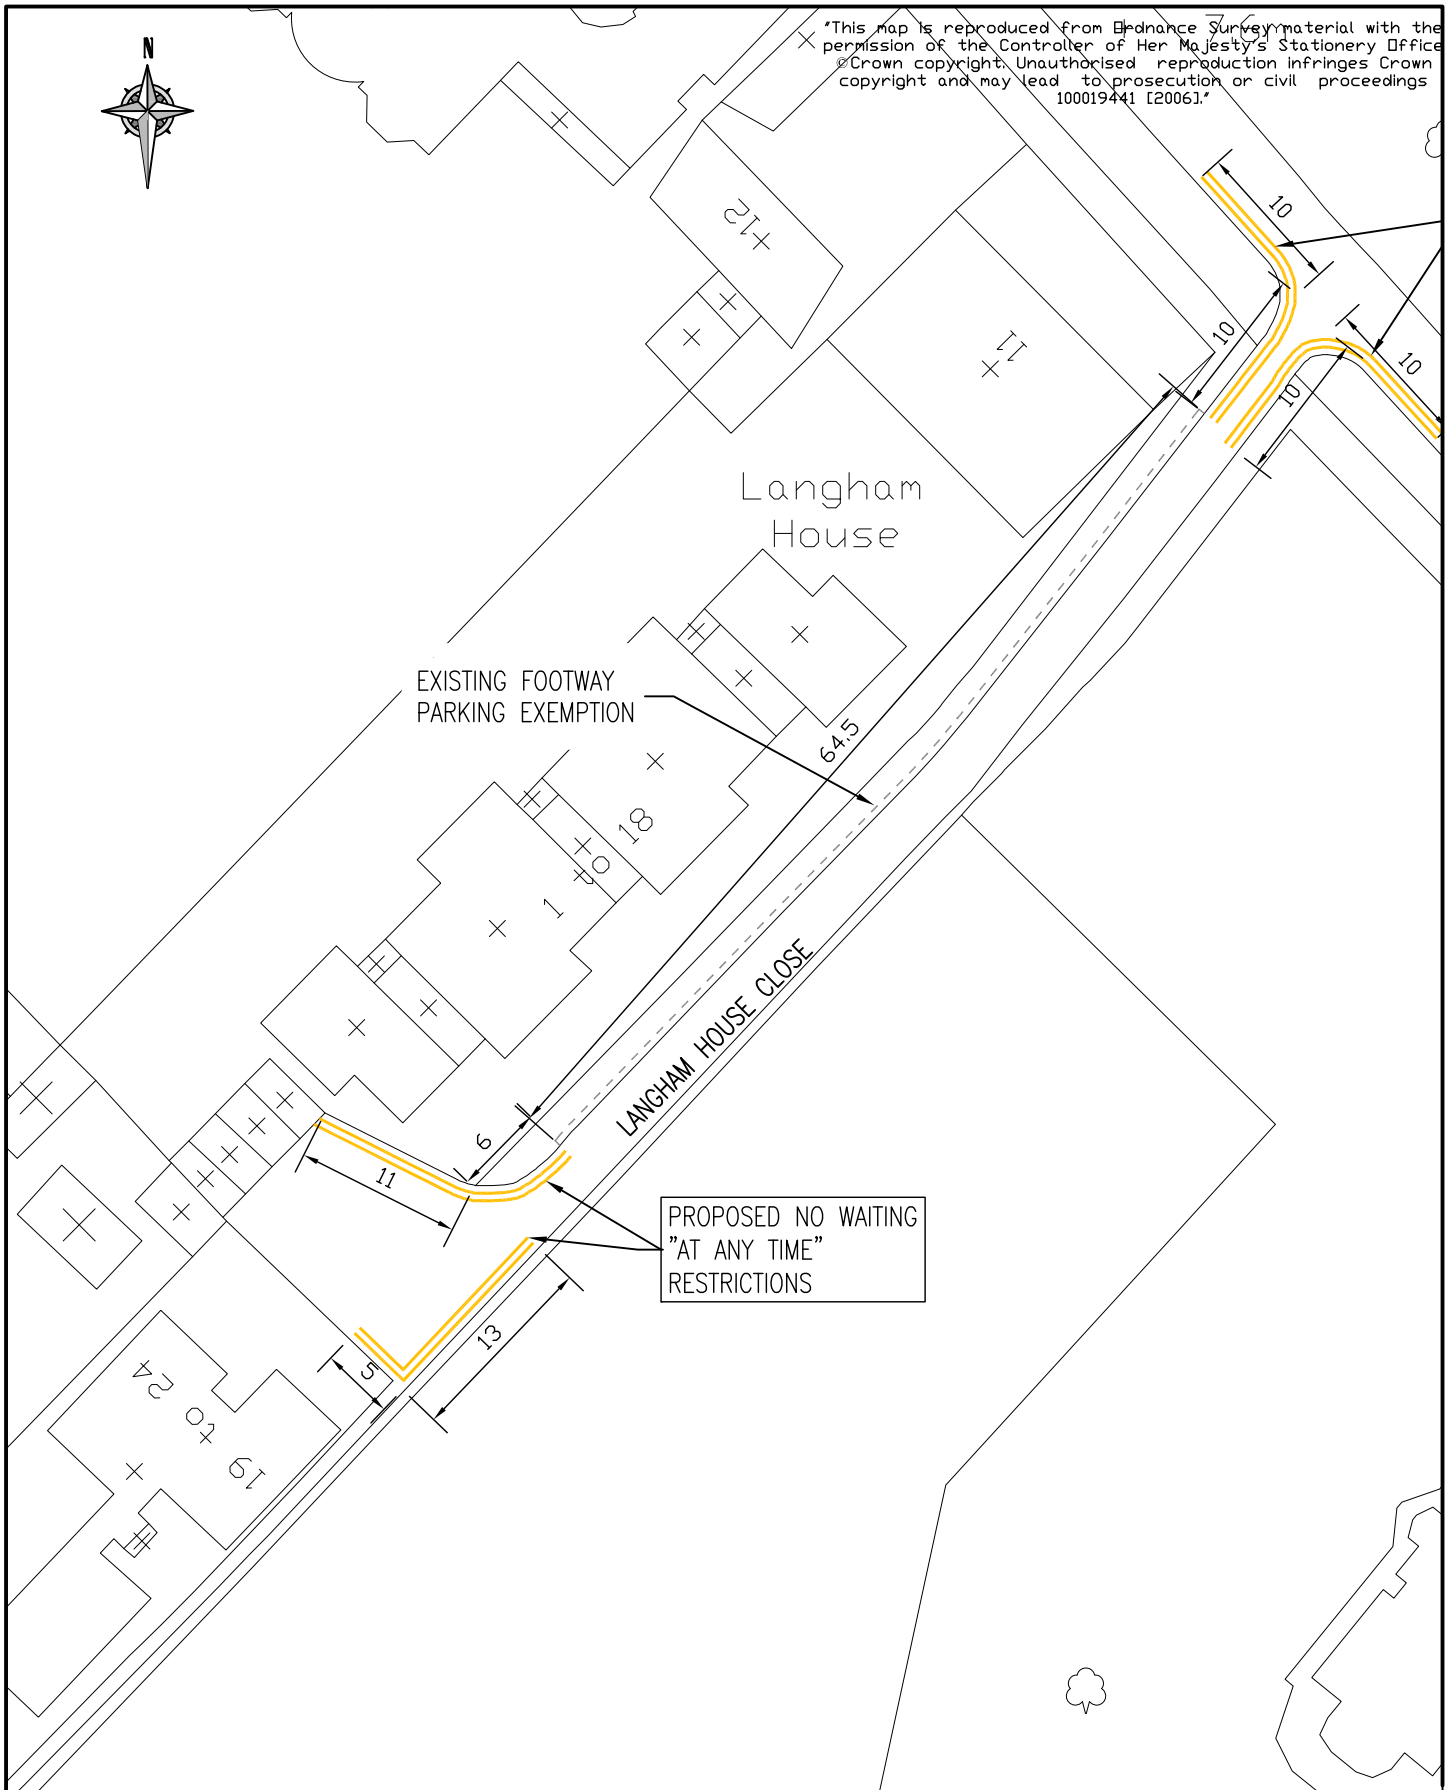 "This map is reproduced from Ordnance Survey material with the
permission of the Controller of Her Majesty's Stationery Office
©Crown copyright. Unauthorised reproduction infringes Crown
copyright and may lead to prosecution or civil proceedings
100019441 [2006]."
+ 7.6m
N
10
12
10
11
10
10
Langham
House
EXISTING FOOTWAY
PARKING EXEMPTION
64.5
1 to 18
LANGHAM HOUSE CLOSE
6
11
PROPOSED NO WAITING
"AT ANY TIME"
RESTRICTIONS
13
5
19 to 24